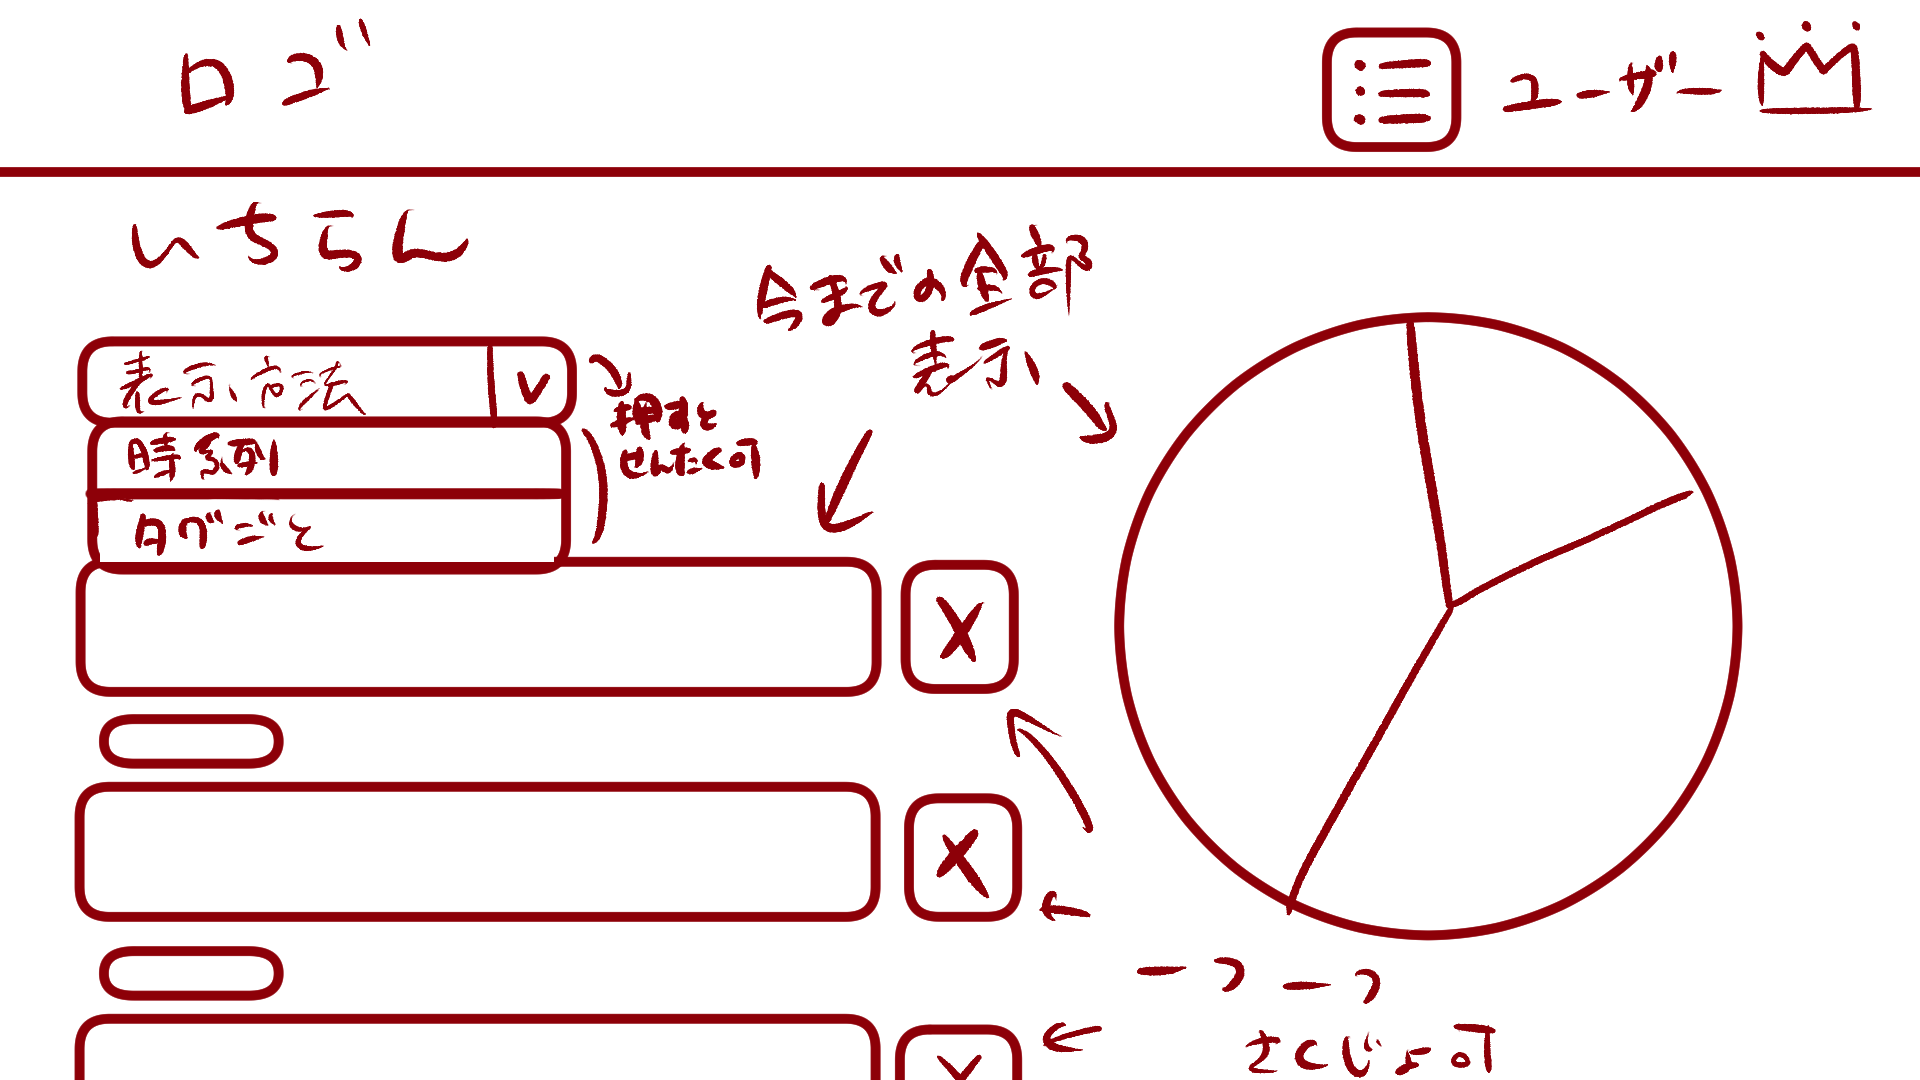 ロゴ
ユーザー
いちらん
今までの全部
表示
表示方法
v
押すと
せんたく可
時系列
タグごと
X
X
一つ一つ
さくじょ可
X